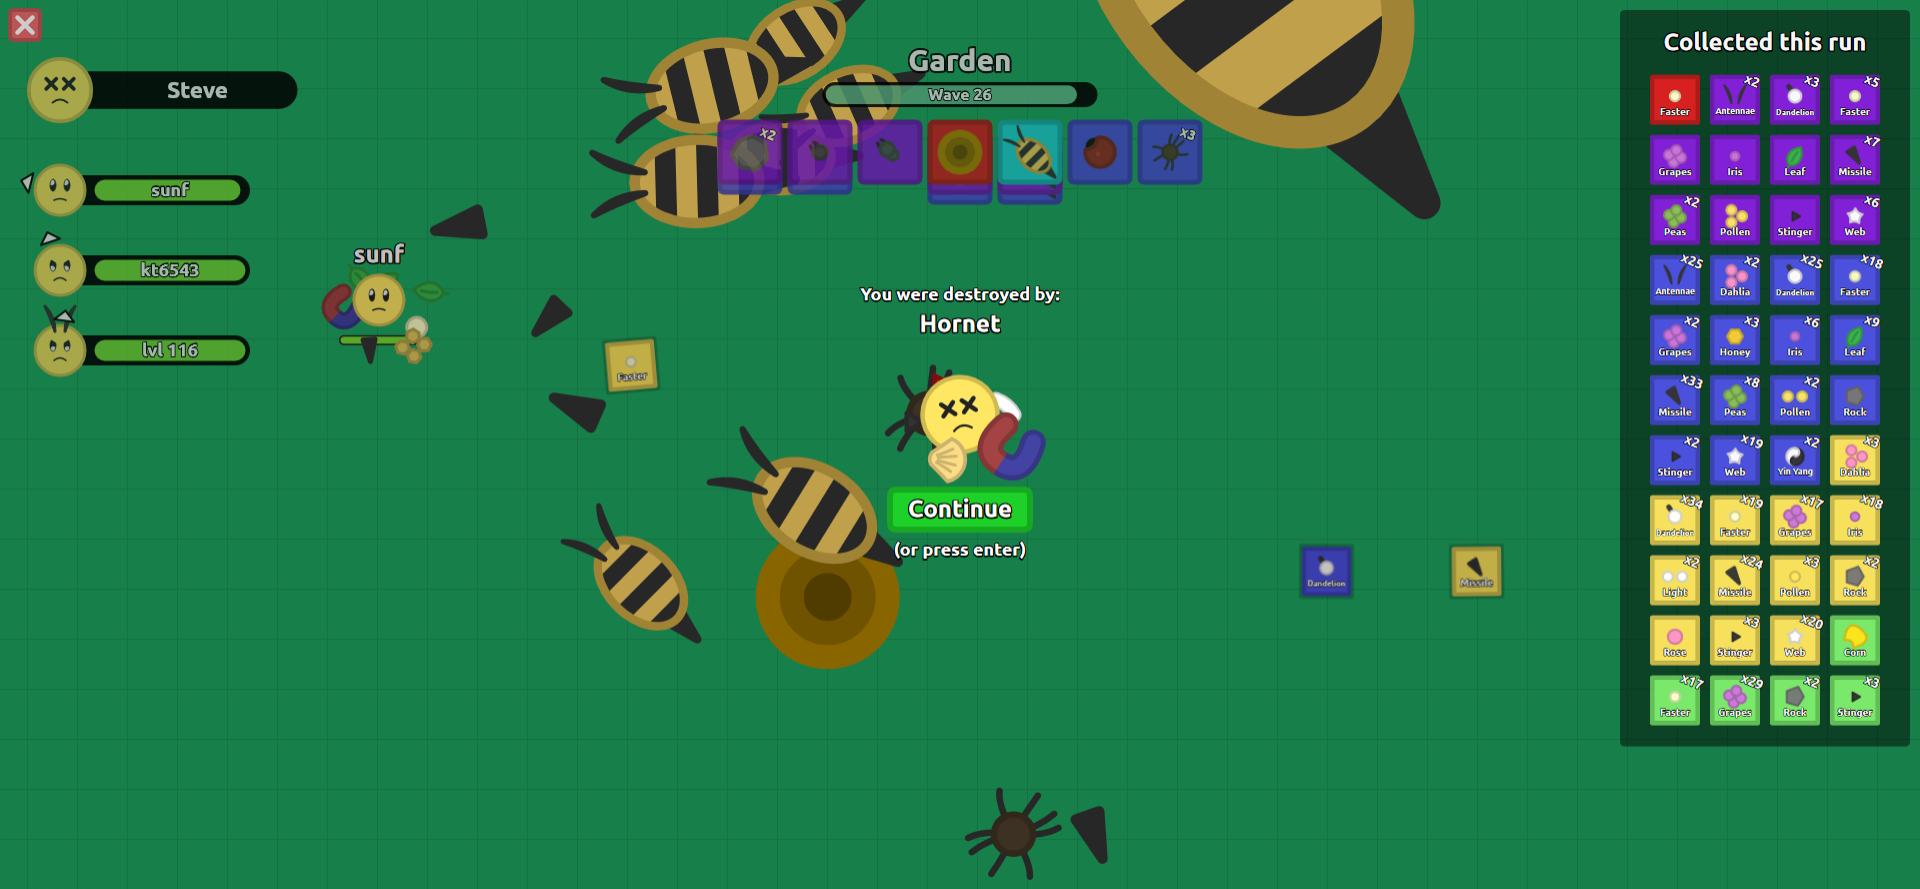 Steve
sunf
kt6543
lvl 116
sunf
Faster
Garden
Wave 26
x2
x3
You were destroyed by:
Hornet
Continue
(or press enter)
Dandelion
Missile
Collected this run
Faster
x2 Antennae
x3 Dandelion
x5 Faster
Grapes
Iris
Leaf
x7 Missile
x2 Peas
Pollen
Stinger
x6 Web
x25 Antennae
x2 Dahlia
x25 Dandelion
x18 Faster
x2 Grapes
x3 Honey
x6 Iris
x9 Leaf
x33 Missile
x8 Peas
x2 Pollen
Rock
x2 Stinger
x19 Web
x2 Yin Yang
x3 Dahlia
x34 Dandelion
x19 Faster
x17 Grapes
x18 Iris
x2 Light
x24 Missile
x3 Pollen
x2 Rock
Rose
x3 Stinger
x20 Web
Corn
x17 Faster
x29 Grapes
x2 Rock
x3 Stinger